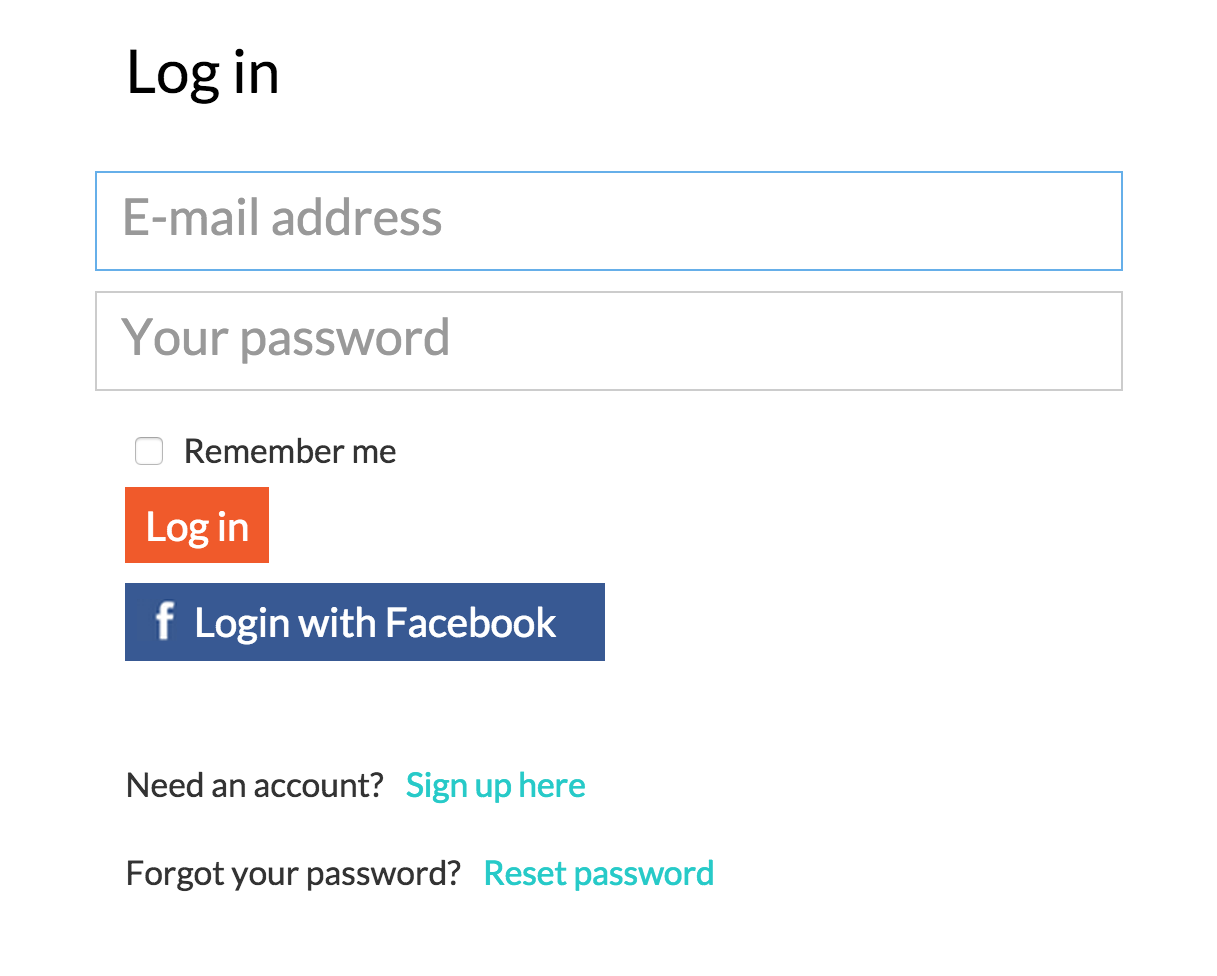 Log in
E-mail address
Your password
Remember me
Log in
f Login with Facebook
Need an account? Sign up here
Forgot your password? Reset password